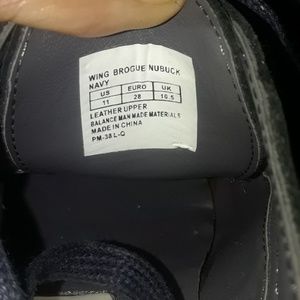 WING BROGUE NUBUCK
NAVY
US EURO UK
11 28 10.5
LEATHER UPPER
BALANCE MAN MADE MATERIALS
MADE IN CHINA
PM-38 L-Q